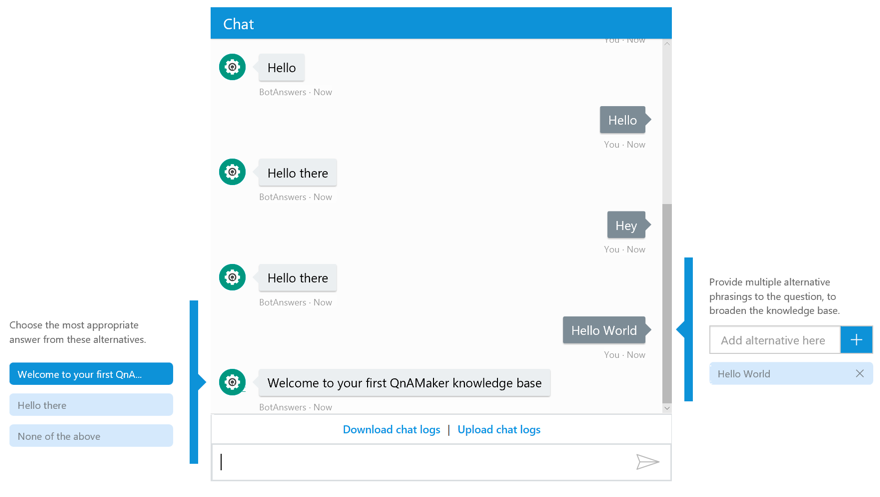 Chat
You · Now
Hello
BotAnswers · Now
Hello
You · Now
Hello there
BotAnswers · Now
Hey
You · Now
Hello there
BotAnswers · Now
Hello World
You · Now
Welcome to your first QnAMaker knowledge base
BotAnswers · Now
Download chat logs | Upload chat logs
Choose the most appropriate
answer from these alternatives.
Welcome to your first QnA...
Hello there
None of the above
Provide multiple alternative
phrasings to the question, to
broaden the knowledge base.
Add alternative here
Hello World